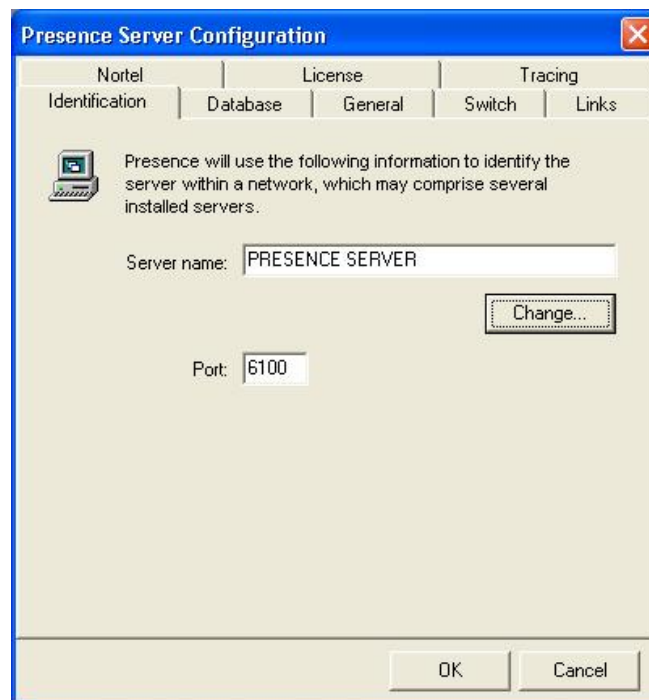 Presence Server Configuration
Nortel License Tracing
Identification Database General Switch Links
Presence will use the following information to identify the
server within a network, which may comprise several
installed servers.
Server name: PRESENCE SERVER
Change...
Port: 6100
OK Cancel